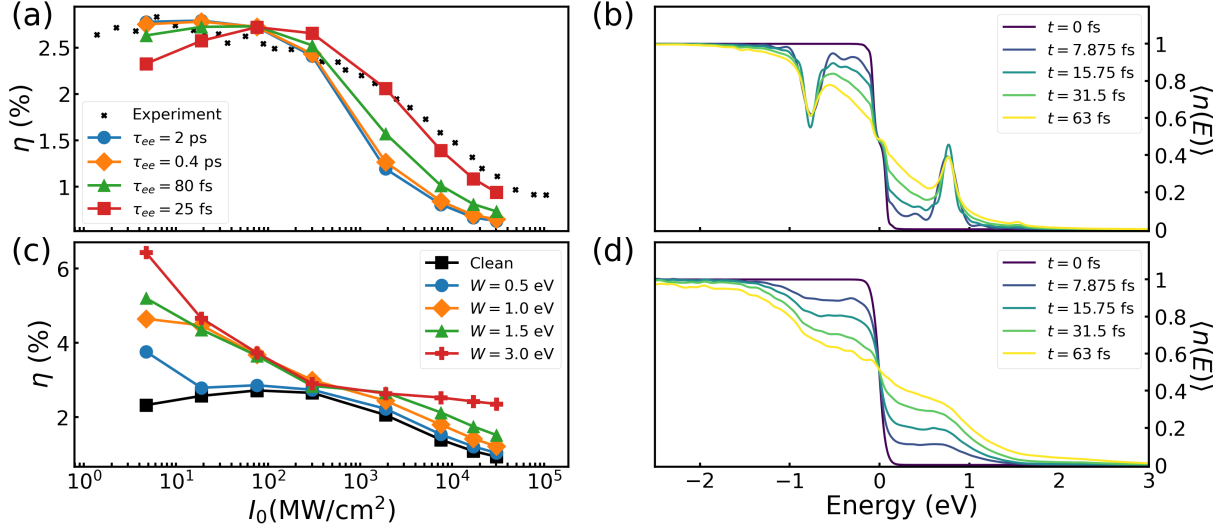 (a)
η (%)
2.5
2
1.5
1
Experiment
τee = 2 ps
τee = 0.4 ps
τee = 80 fs
τee = 25 fs
(b)
t = 0 fs
t = 7.875 fs
t = 15.75 fs
t = 31.5 fs
t = 63 fs
1
0.8
0.6
0.4
0.2
0
⟨n(E)⟩
(c)
η (%)
6
4
2
Clean
W = 0.5 eV
W = 1.0 eV
W = 1.5 eV
W = 3.0 eV
10⁰ 10¹ 10² 10³ 10⁴ 10⁵
I₀(MW/cm²)
(d)
t = 0 fs
t = 7.875 fs
t = 15.75 fs
t = 31.5 fs
t = 63 fs
1
0.8
0.6
0.4
0.2
0
⟨n(E)⟩
−2 −1 0 1 2 3
Energy (eV)